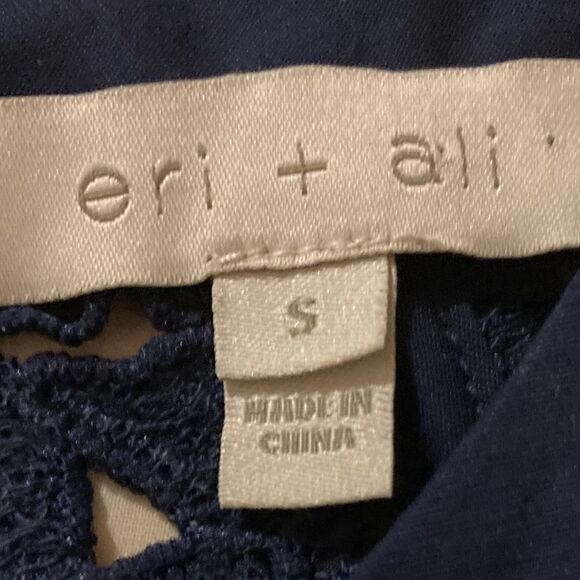 eri + ali
S
MADE IN
CHINA